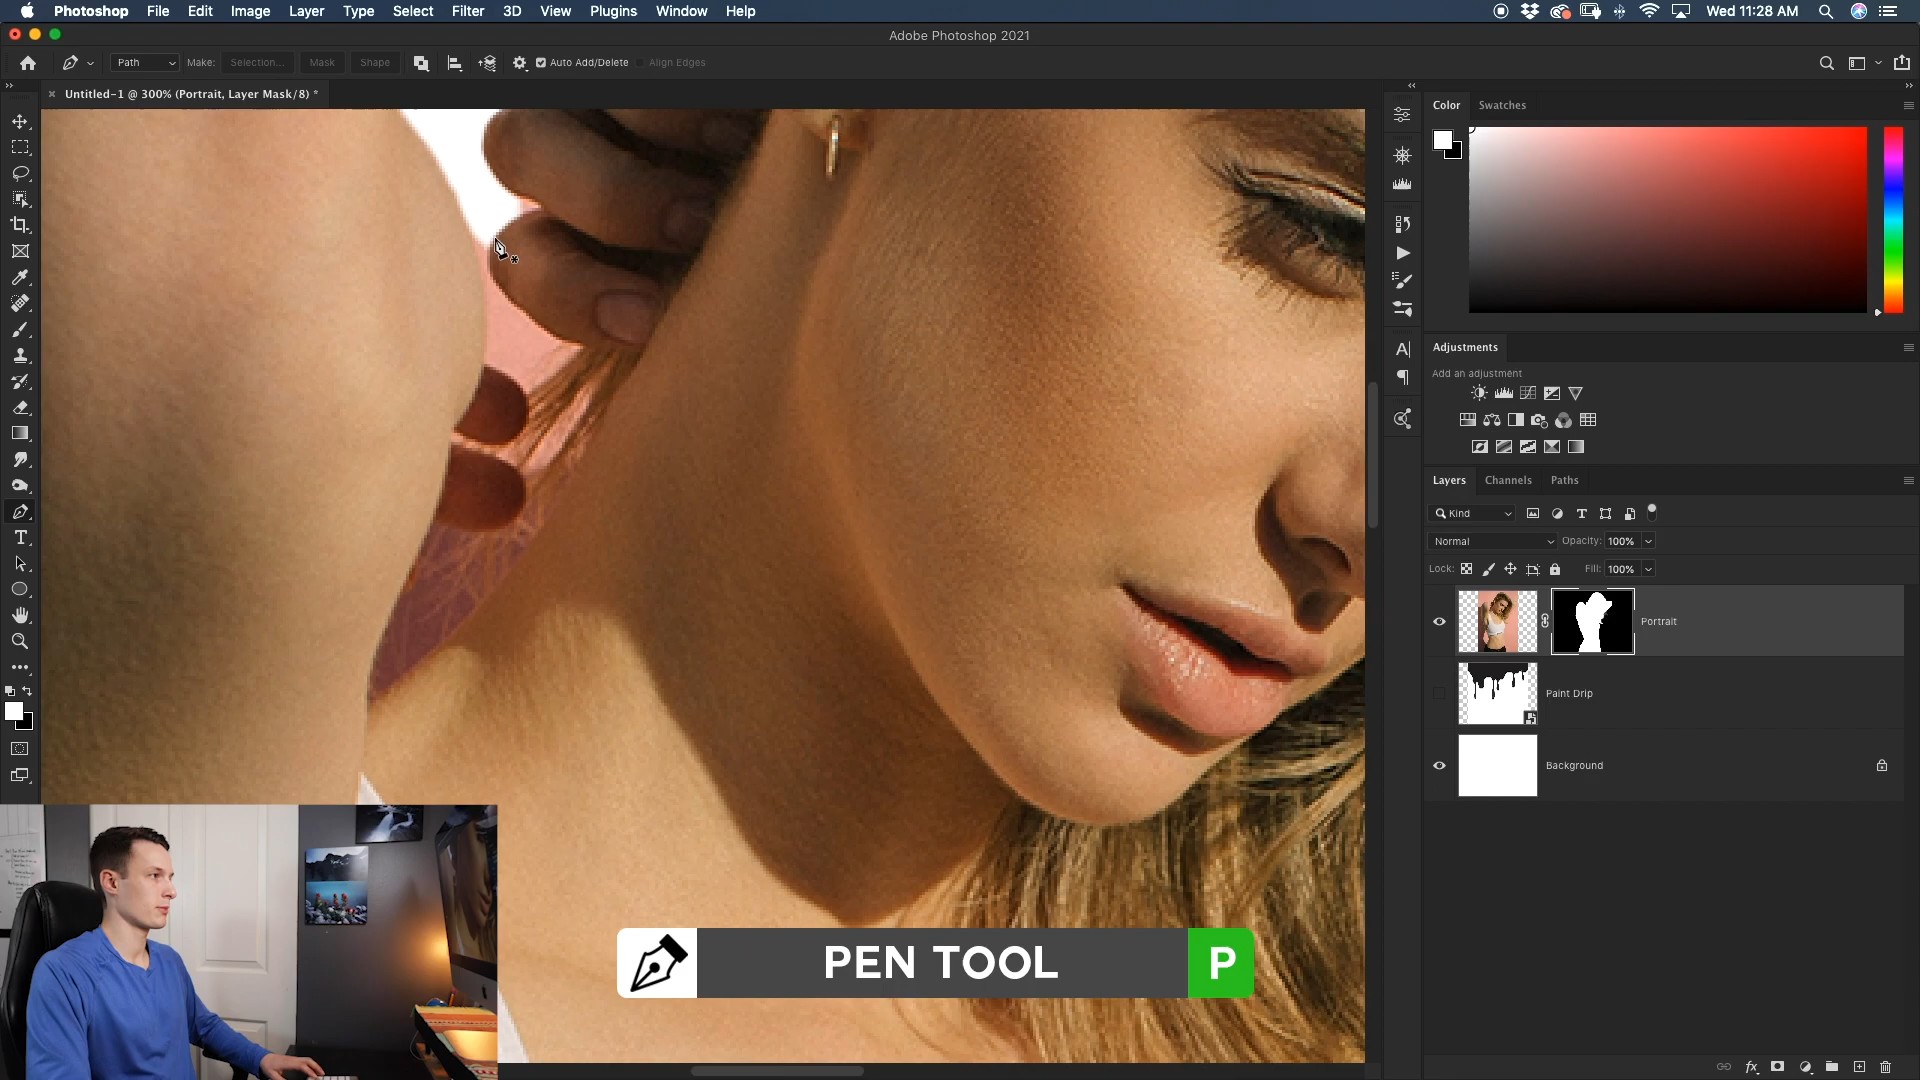 Photoshop File Edit Image Layer Type Select Filter 3D View Plugins Window Help
Wed 11:28 AM
Adobe Photoshop 2021
Path Make: Selection... Mask Shape Auto Add/Delete Align Edges
Untitled-1 @ 300% (Portrait, Layer Mask/8) *
Color Swatches
Adjustments
Add an adjustment
Layers Channels Paths
Kind
Normal Opacity: 100%
Lock: Fill: 100%
Portrait
Paint Drip
Background
PEN TOOL P